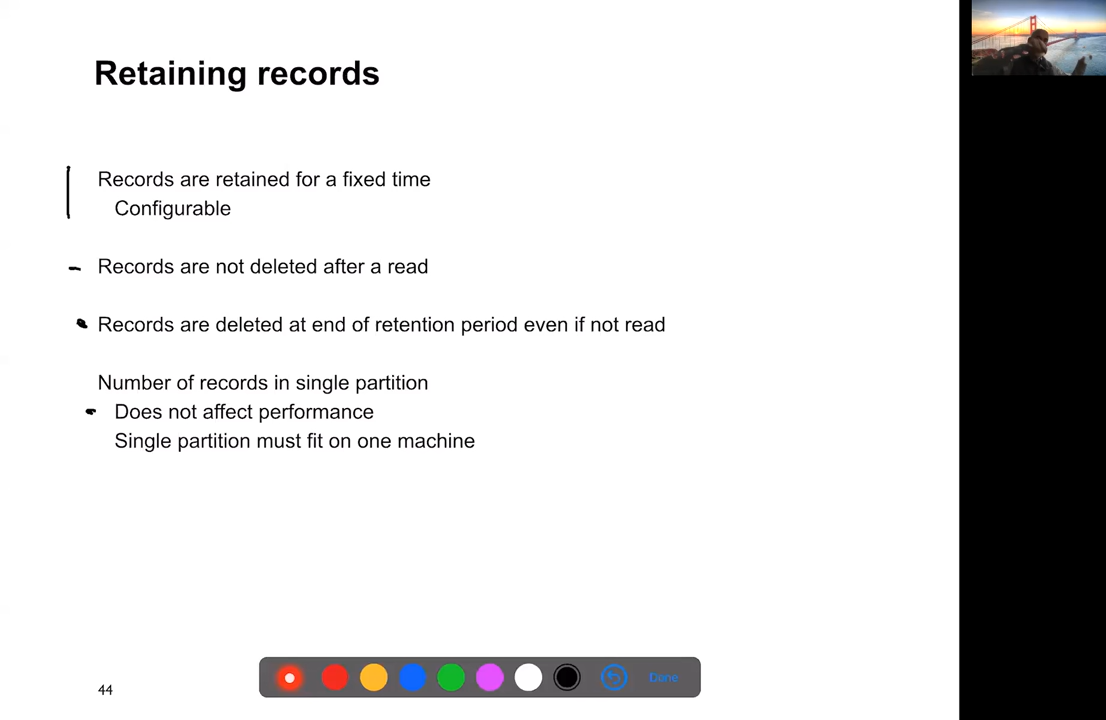 Retaining records
Records are retained for a fixed time
Configurable
Records are not deleted after a read
Records are deleted at end of retention period even if not read
Number of records in single partition
Does not affect performance
Single partition must fit on one machine
44
Done